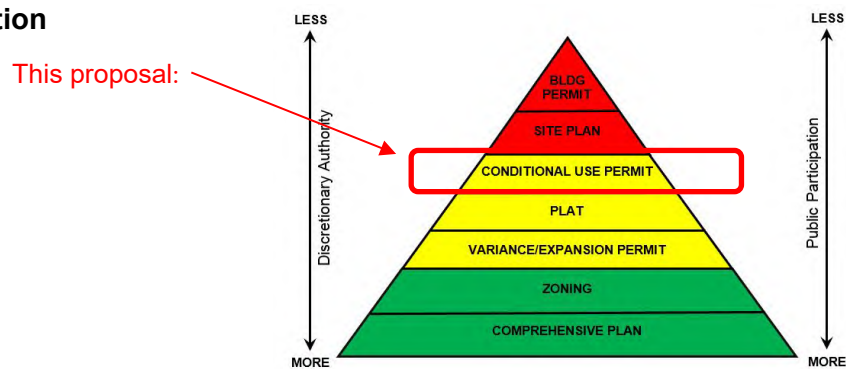 LESS
LESS
This proposal:
BLDG
PERMIT
SITE PLAN
CONDITIONAL USE PERMIT
PLAT
VARIANCE/EXPANSION PERMIT
ZONING
COMPREHENSIVE PLAN
Discretionary Authority
Public Participation
MORE
MORE